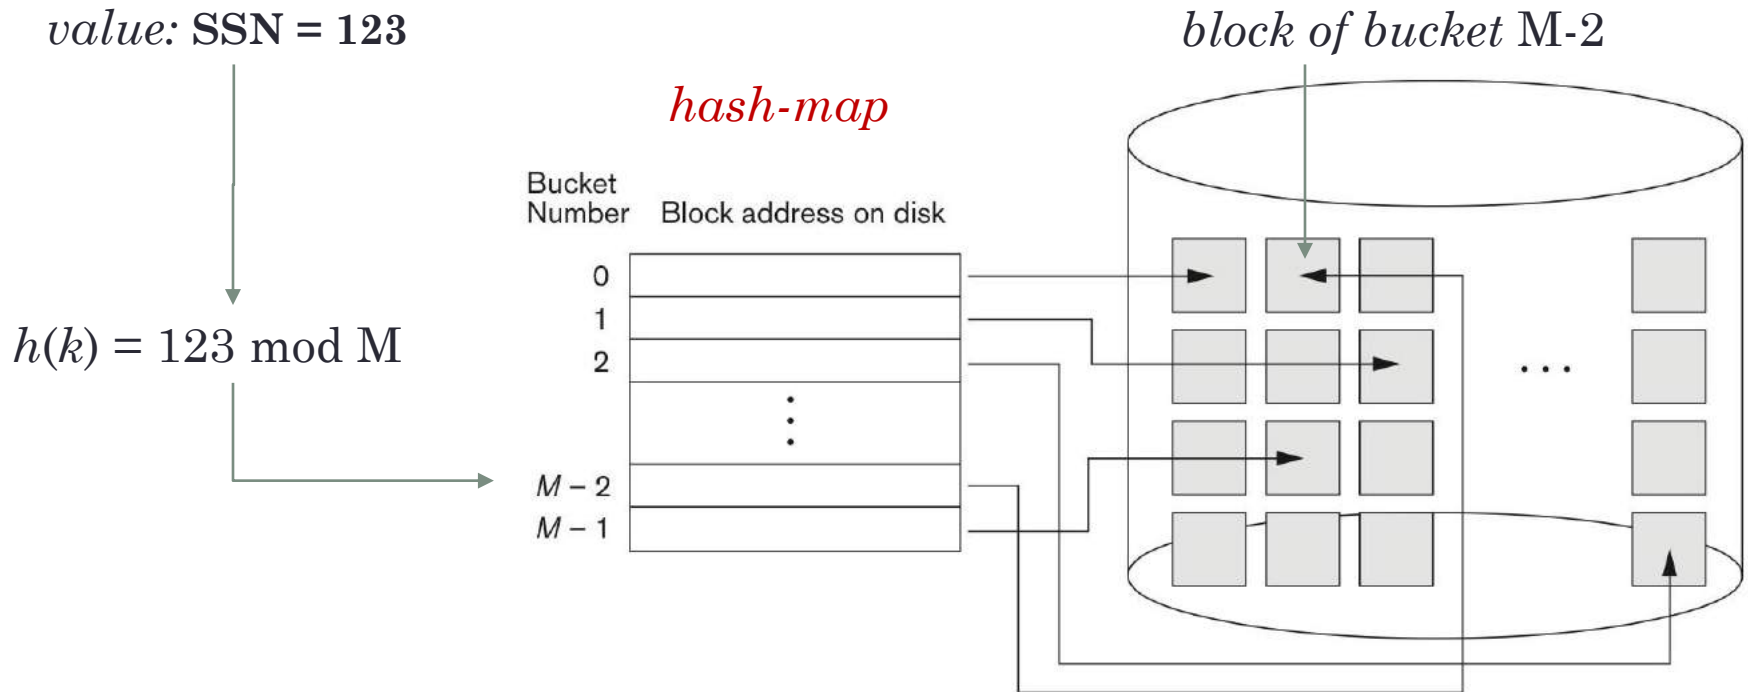 value: SSN = 123
block of bucket M-2
hash-map
Bucket
Number
Block address on disk
0
1
2
M – 2
M – 1
h(k) = 123 mod M
. . .